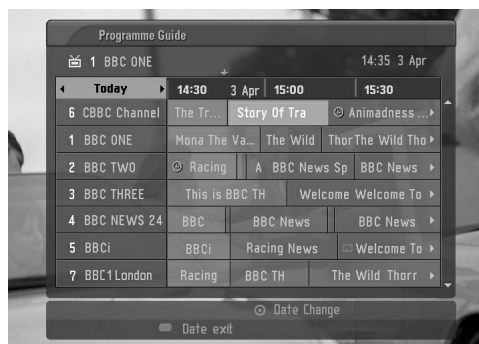 Programme Guide
1 BBC ONE 14:35 3 Apr
Today 14:30 3 Apr 15:00 15:30
6 CBBC Channel The Tr... Story Of Tra Animadness ...
1 BBC ONE Mona The Va... The Wild ThorThe Wild Tho
2 BBC TWO Racing A BBC News Sp BBC News
3 BBC THREE This is BBC TH Welcome Welcome To
4 BBC NEWS 24 BBC BBC News BBC News
5 BBCi BBCi Racing News Welcome To
7 BBC1 London Racing BBC TH The Wild Thorr
Date Change
Date exit